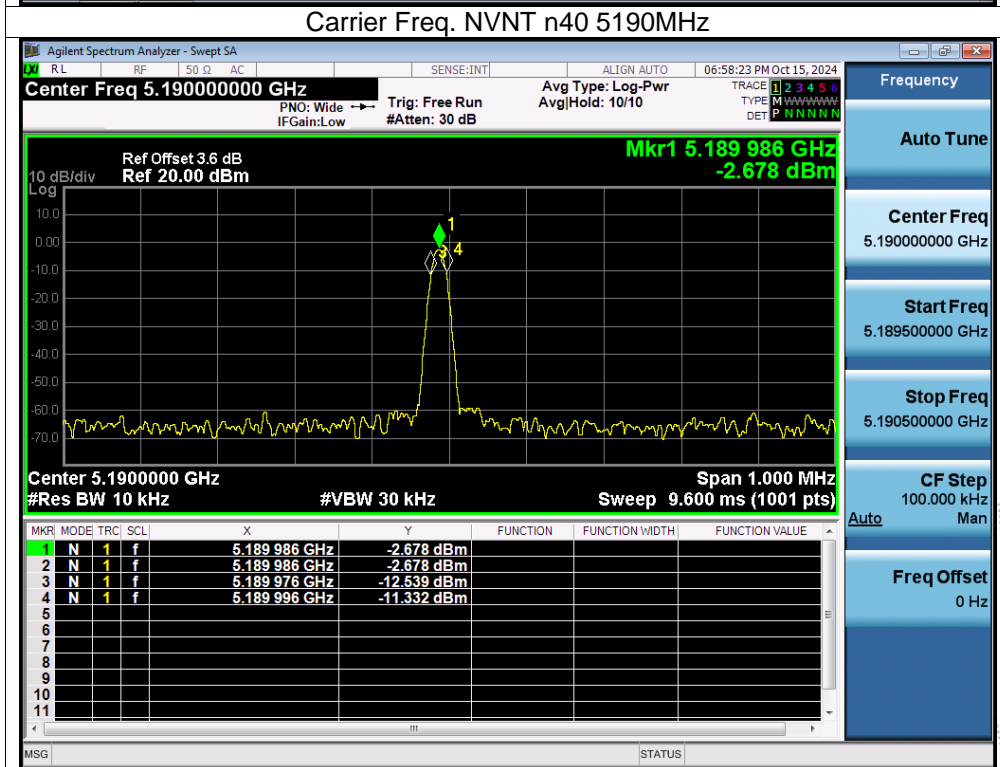 Carrier Freq. NVNT n40 5190MHz
Agilent Spectrum Analyzer - Swept SA
LXI RL RF 50 Ω AC SENSE:INT ALIGN AUTO 06:58:23 PM Oct 15, 2024
Center Freq 5.190000000 GHz Avg Type: Log-Pwr TRACE 1 2 3 4 5 6
PNO: Wide Trig: Free Run Avg|Hold: 10/10 TYPE M WWWWW
IFGain:Low #Atten: 30 dB DET P N N N N N
Mkr1 5.189 986 GHz
Ref Offset 3.6 dB
10 dB/div Ref 20.00 dBm -2.678 dBm
Log
10.0
0.00
-10.0
-20.0
-30.0
-40.0
-50.0
-60.0
-70.0
1
3 4
Center 5.1900000 GHz Span 1.000 MHz
#Res BW 10 kHz #VBW 30 kHz Sweep 9.600 ms (1001 pts)
MKR MODE TRC SCL X Y FUNCTION FUNCTION WIDTH FUNCTION VALUE
1 N 1 f 5.189 986 GHz -2.678 dBm
2 N 1 f 5.189 986 GHz -2.678 dBm
3 N 1 f 5.189 976 GHz -12.539 dBm
4 N 1 f 5.189 996 GHz -11.332 dBm
5
6
7
8
9
10
11
MSG STATUS
Frequency
Auto Tune
Center Freq
5.190000000 GHz
Start Freq
5.189500000 GHz
Stop Freq
5.190500000 GHz
CF Step
100.000 kHz
Auto Man
Freq Offset
0 Hz